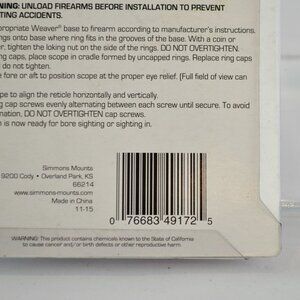 NING: UNLOAD FIREARMS BEFORE INSTALLATION TO PREVENT
TING ACCIDENTS.
propriate Weaver® base to firearm according to manufacturer's instructions.
ngs onto base where ring fits in the grooves of the base. With a coin or
er, tighten the loking nut on the side of the rings. DO NOT OVERTIGHTEN.
ng caps, place scope in cradle formed by uncapped rings. Replace ring caps
do not tighten.
e fore or aft to position scope at the proper eye relief. (Full field of view can
pe to align the reticle horizontally and vertically.
ng cap screws evenly alternating between each screw until secure. To avoid
mation, DO NOT OVERTIGHTEN cap screws.
n is now ready for bore sighting or sighting in.
Simmons Mounts
9200 Cody • Overland Park, KS
66214
www.simmons-mounts.com
Made in China
11-15
0 76683 49172 5
WARNING: This product contains chemicals known to the State of California
to cause cancer and/or birth defects or other reproductive harm.